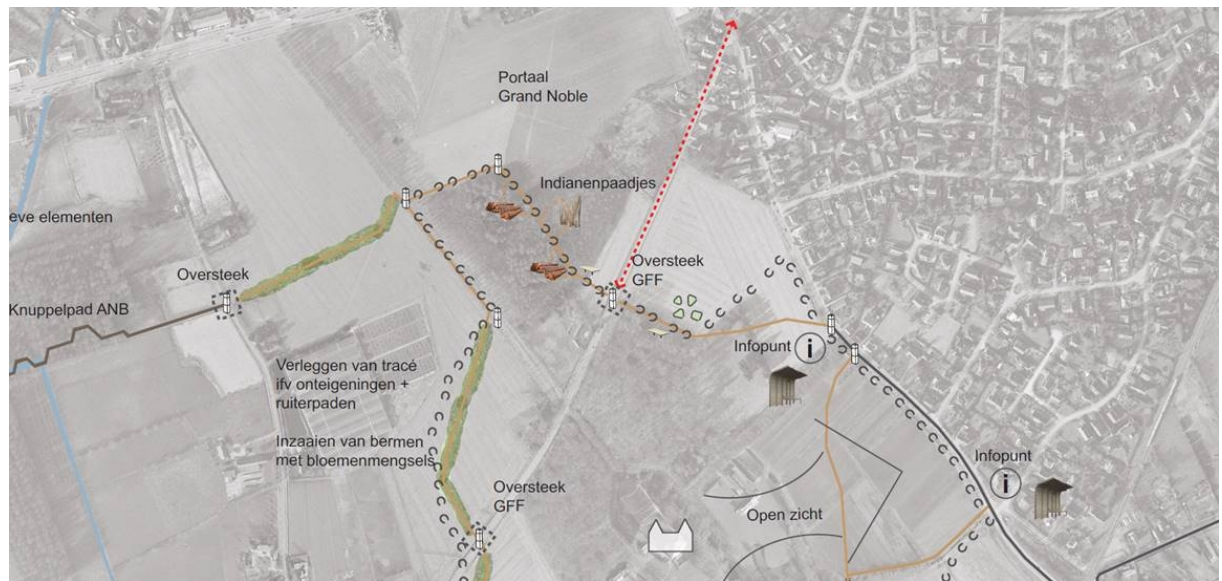 Portaal
Grand Noble
Indianenpaadjes
eve elementen
Oversteek
Oversteek
GFF
Knuppelpad ANB
Infopunt
i
Verleggen van tracé
ifv onteigeningen +
ruiterpaden
Inzaaien van bermen
met bloemenmengsels
Infopunt
i
Oversteek
GFF
Open zicht